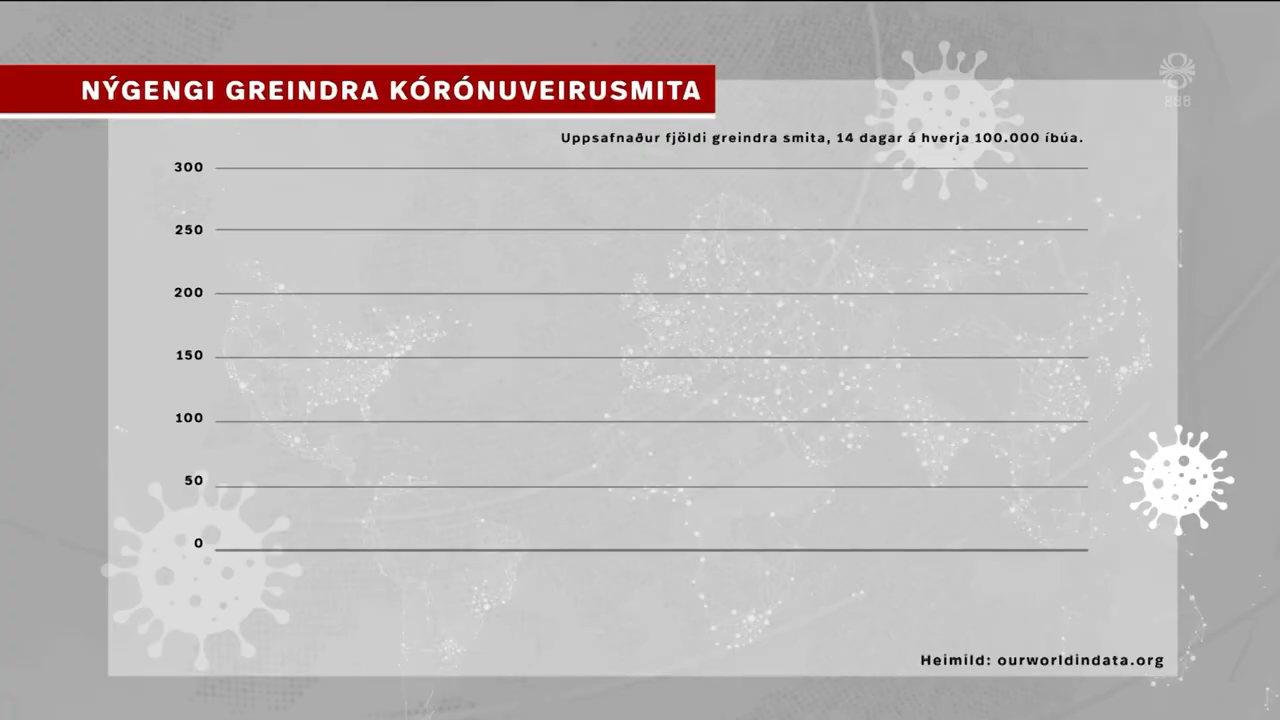 NÝGENGI GREINDRA KÓRÓNUVEIRUSMITA
888
Uppsafnaður fjöldi greindra smita, 14 dagar á hverja 100.000 íbúa.
300
250
200
150
100
50
0
Heimild: ourworldindata.org